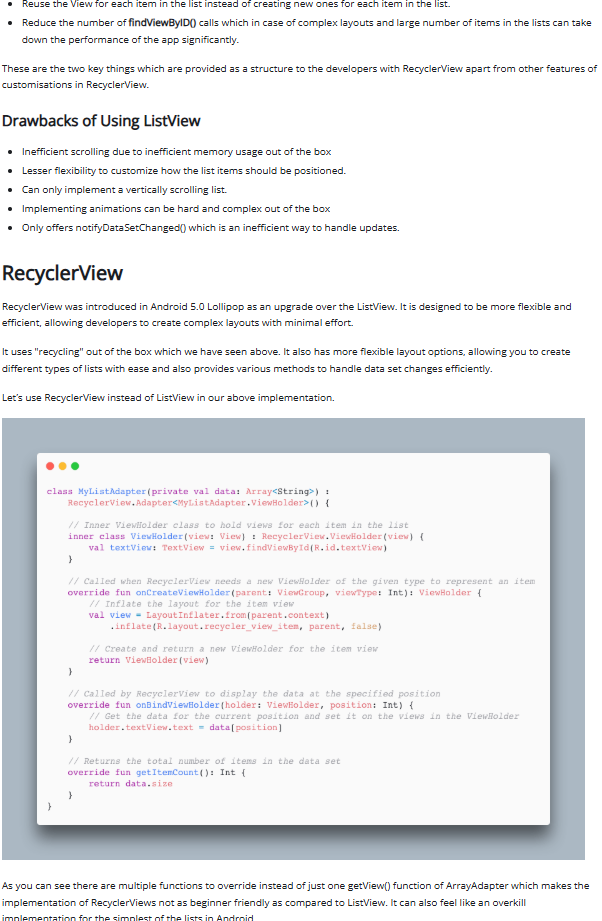 Reuse the View for each item in the list instead of creating new ones for each item in the list.
Reduce the number of findViewByID() calls which in case of complex layouts and large number of items in the lists can take
down the performance of the app significantly.
These are the two key things which are provided as a structure to the developers with RecyclerView apart from other features of
customisations in RecyclerView.
Drawbacks of Using ListView
Inefficient scrolling due to inefficient memory usage out of the box
Lesser flexibility to customize how the list items should be positioned.
Can only implement a vertically scrolling list.
Implementing animations can be hard and complex out of the box
Only offers notifyDataSetChanged() which is an inefficient way to handle updates.
RecyclerView
RecyclerView was introduced in Android 5.0 Lollipop as an upgrade over the ListView. It is designed to be more flexible and
efficient, allowing developers to create complex layouts with minimal effort.
It uses "recycling" out of the box which we have seen above. It also has more flexible layout options, allowing you to create
different types of lists with ease and also provides various methods to handle data set changes efficiently.
Let's use RecyclerView instead of ListView in our above implementation.
class MyListAdapter(private val data: Array<String>) :
RecyclerView.Adapter<MyListAdapter.ViewHolder>() {
// Inner ViewHolder class to hold views for each item in the list
inner class ViewHolder(view: View) : RecyclerView.ViewHolder(view) {
val textView: TextView = view.findViewById(R.id.textView)
}
// Called when RecyclerView needs a new ViewHolder of the given type to represent an item
override fun onCreateViewHolder(parent: ViewGroup, viewType: Int): ViewHolder {
// Inflate the layout for the item view
val view = LayoutInflater.from(parent.context)
.inflate(R.layout.recycler_view_item, parent, false)
// Create and return a new ViewHolder for the item view
return ViewHolder(view)
}
// Called by RecyclerView to display the data at the specified position
override fun onBindViewHolder(holder: ViewHolder, position: Int) {
// Get the data for the current position and set it on the views in the ViewHolder
holder.textView.text = data[position]
}
// Returns the total number of items in the data set
override fun getItemCount(): Int {
return data.size
}
}
As you can see there are multiple functions to override instead of just one getView() function of ArrayAdapter which makes the
implementation of RecyclerViews not as beginner friendly as compared to ListView. It can also feel like an overkill
implementation for the simplest of the lists in Android.